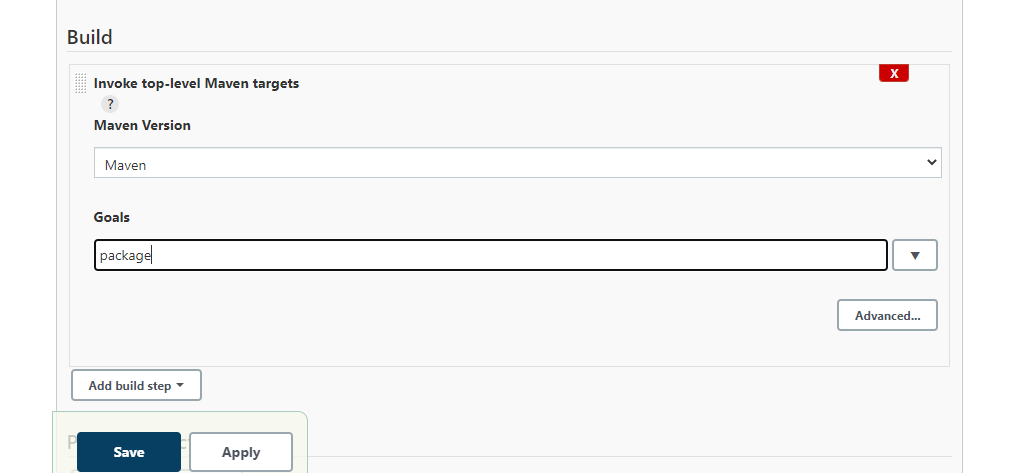 Build
Invoke top-level Maven targets
X
?
Maven Version
Maven
Goals
package
Advanced...
Add build step
Save
Apply